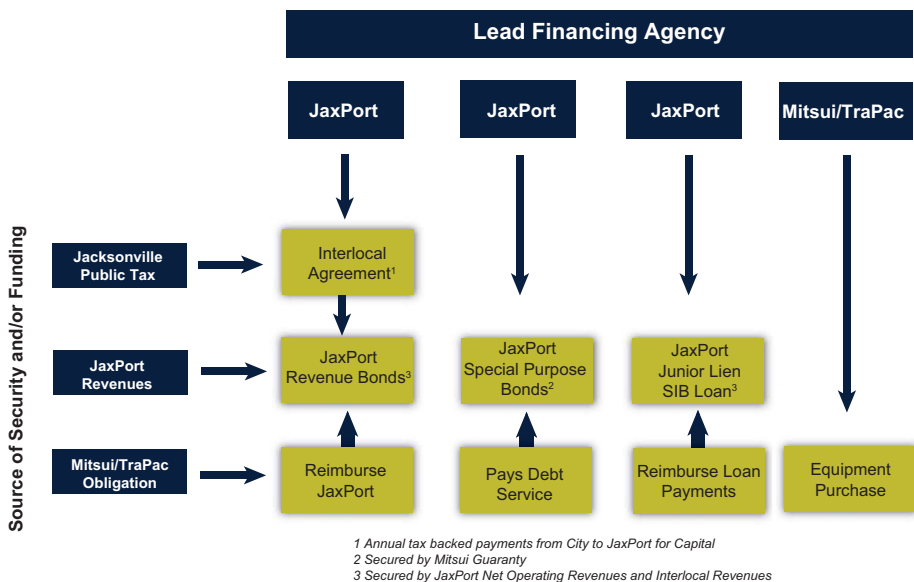 Lead Financing Agency
JaxPort
JaxPort
JaxPort
Mitsui/TraPac
Source of Security and/or Funding
Jacksonville
Public Tax
Interlocal
Agreement1
JaxPort
Revenues
JaxPort
Revenue Bonds3
JaxPort
Special Purpose
Bonds2
JaxPort
Junior Lien
SIB Loan3
Mitsui/TraPac
Obligation
Reimburse
JaxPort
Pays Debt
Service
Reimburse Loan
Payments
Equipment
Purchase
1 Annual tax backed payments from City to JaxPort for Capital
2 Secured by Mitsui Guaranty
3 Secured by JaxPort Net Operating Revenues and Interlocal Revenues